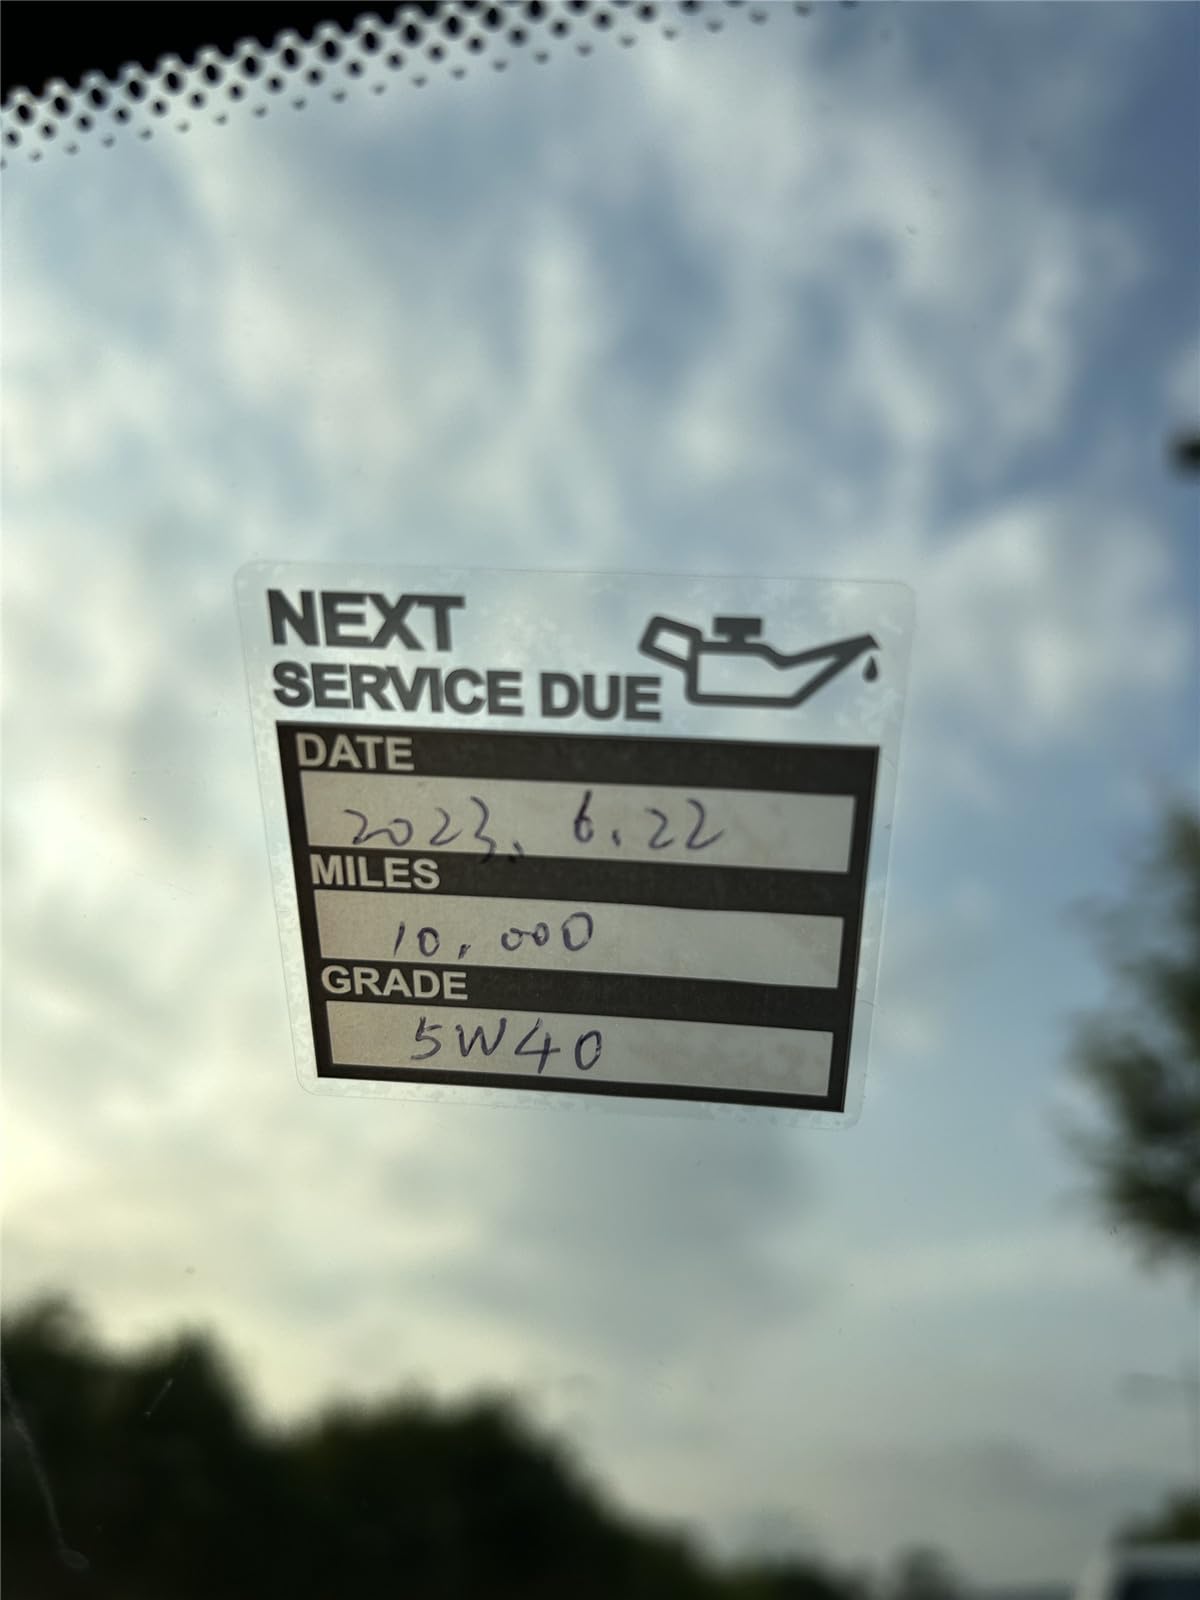 NEXT
SERVICE DUE
DATE
2023. 6.22
MILES
10,000
GRADE
5W40